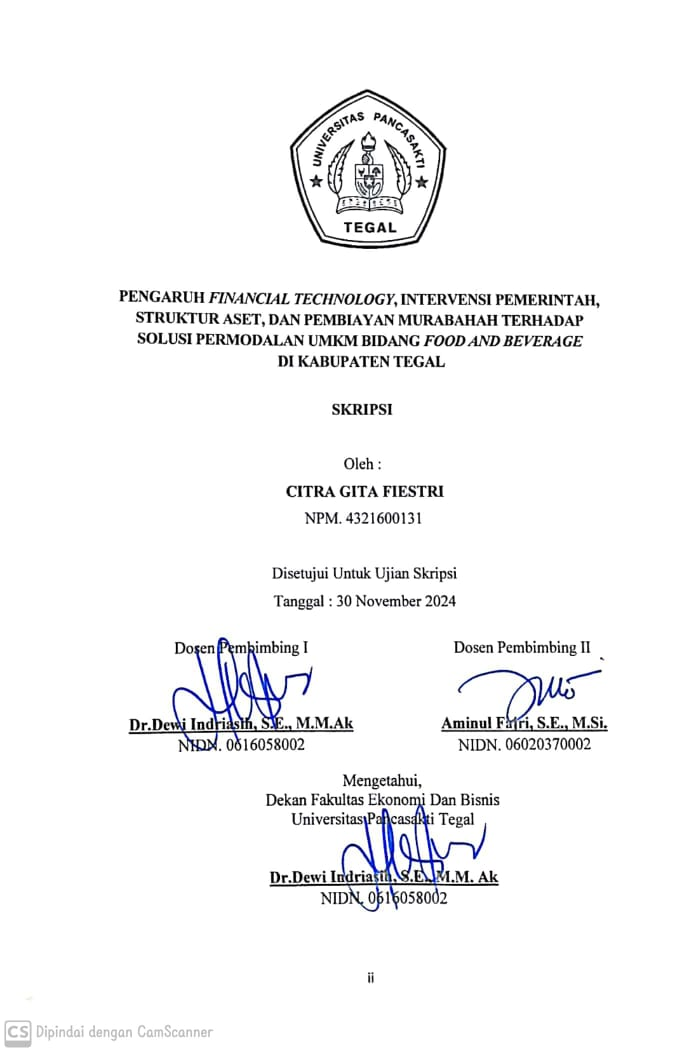 UNIVERSITAS PANCASAKTI
TEGAL
PENGARUH FINANCIAL TECHNOLOGY, INTERVENSI PEMERINTAH,
STRUKTUR ASET, DAN PEMBIAYAN MURABAHAH TERHADAP
SOLUSI PERMODALAN UMKM BIDANG FOOD AND BEVERAGE
DI KABUPATEN TEGAL
SKRIPSI
Oleh :
CITRA GITA FIESTRI
NPM. 4321600131
Disetujui Untuk Ujian Skripsi
Tanggal : 30 November 2024
Dosen Pembimbing I
Dr.Dewi Indriasih, S.E., M.M.Ak
NIDN. 0616058002
Dosen Pembimbing II
Aminul Fajri, S.E., M.Si.
NIDN. 06020370002
Mengetahui,
Dekan Fakultas Ekonomi Dan Bisnis
Universitas Pancasakti Tegal
Dr.Dewi Indriasih, S.E., M.M. Ak
NIDN. 0616058002
ii
CS Dipindai dengan CamScanner